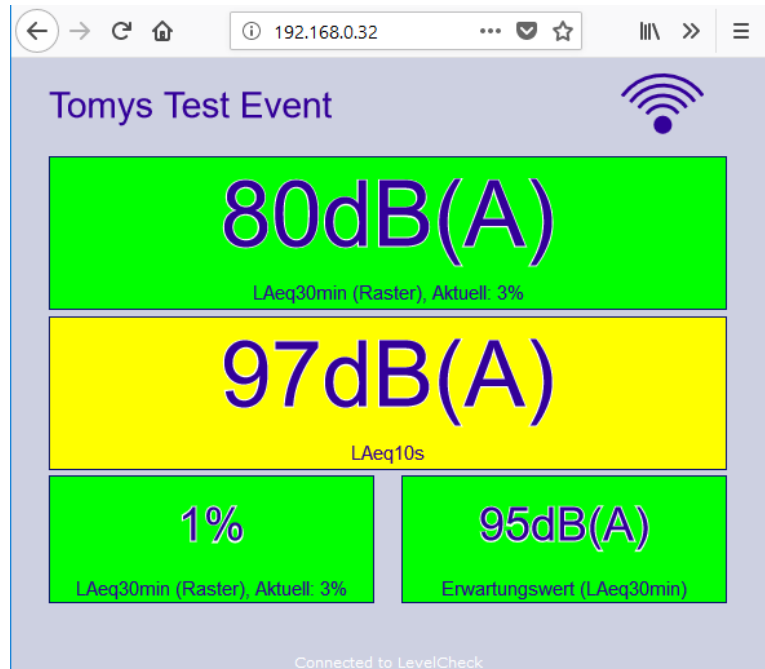 192.168.0.32
Tomys Test Event
80dB(A)
LAeq30min (Raster), Aktuell: 3%
97dB(A)
LAeq10s
1%
LAeq30min (Raster), Aktuell: 3%
95dB(A)
Erwartungswert (LAeq30min)
Connected to LevelCheck